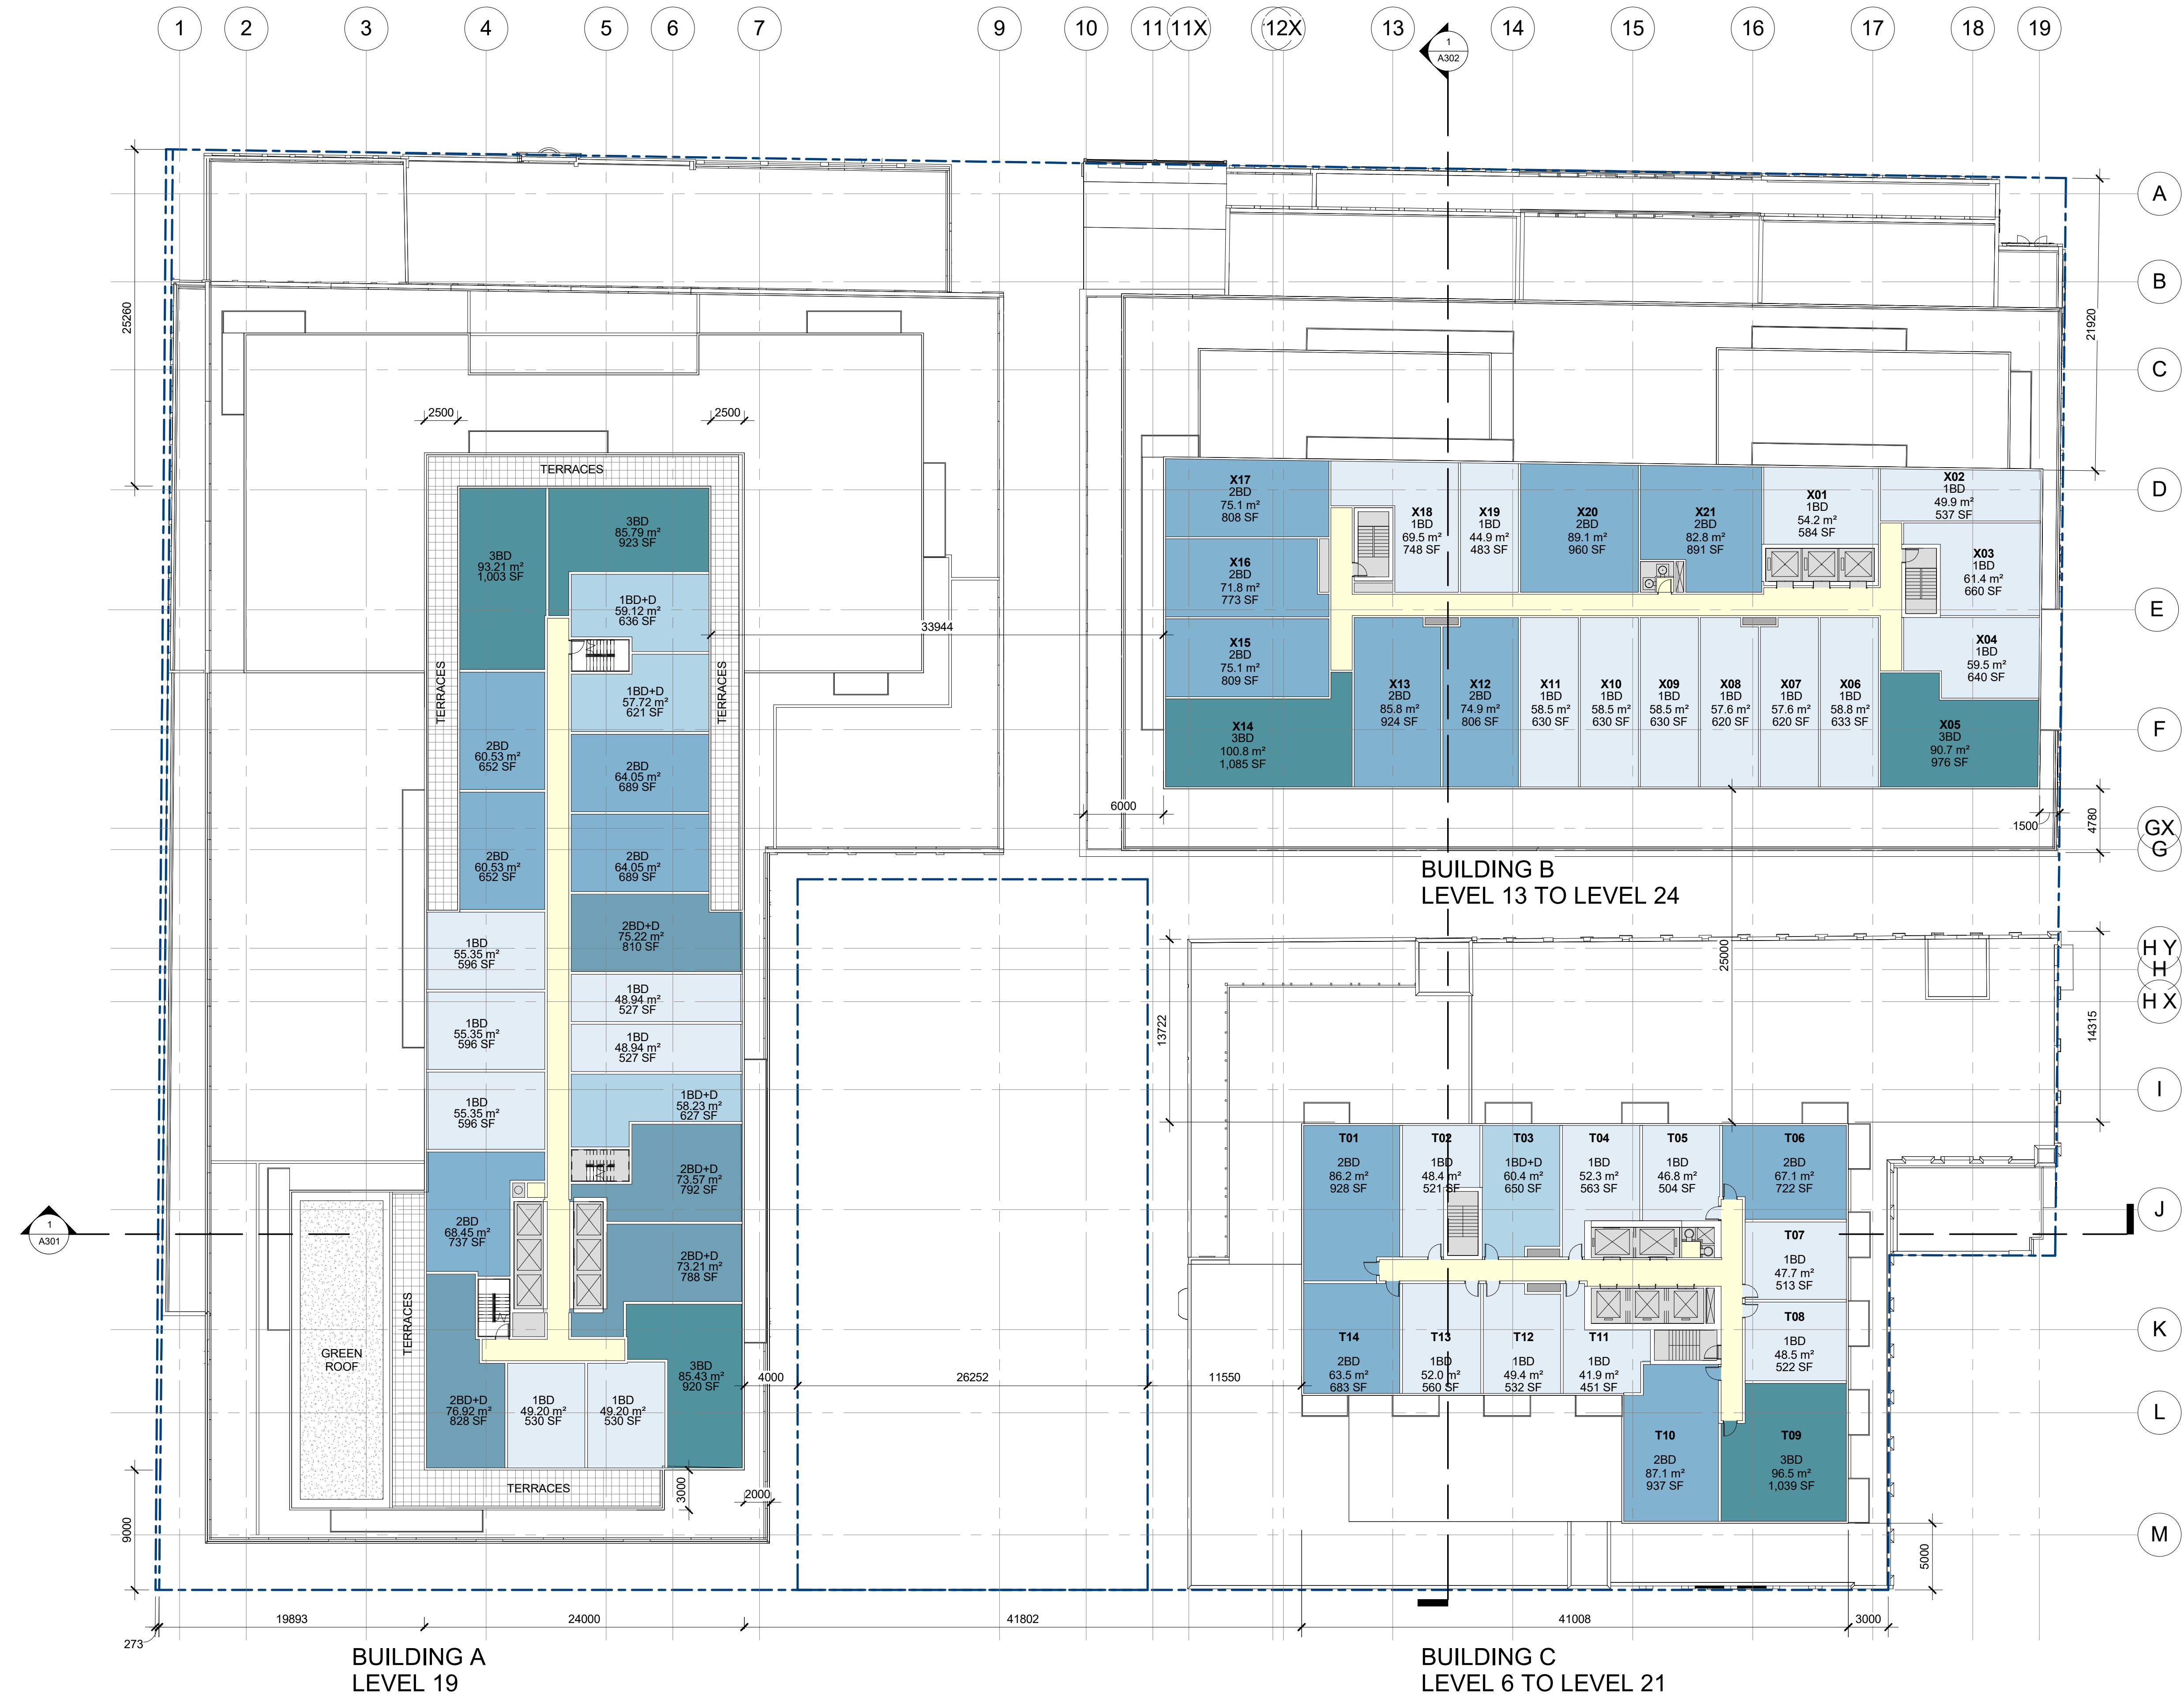 1
2
3
4
5
6
7
9
10
11
11X
12X
13
14
15
16
17
18
19
1
A302
A
B
C
D
E
F
GX
G
H Y
H
H X
I
J
K
L
M
25260
21920
2500
2500
TERRACES
3BD
93.21 m²
1,003 SF
3BD
85.79 m²
923 SF
1BD+D
59.12 m²
636 SF
33944
TERRACES
TERRACES
1BD+D
57.72 m²
621 SF
2BD
60.53 m²
652 SF
2BD
64.05 m²
689 SF
2BD
60.53 m²
652 SF
2BD
64.05 m²
689 SF
2BD+D
75.22 m²
810 SF
1BD
55.35 m²
596 SF
1BD
48.94 m²
527 SF
1BD
55.35 m²
596 SF
1BD
48.94 m²
527 SF
1BD
55.35 m²
596 SF
1BD+D
58.23 m²
627 SF
2BD+D
73.57 m²
792 SF
2BD
68.45 m²
737 SF
2BD+D
73.21 m²
788 SF
3BD
85.43 m²
920 SF
2BD+D
76.92 m²
828 SF
1BD
49.20 m²
530 SF
1BD
49.20 m²
530 SF
TERRACES
GREEN
ROOF
TERRACES
1
A301
3000
2000
9000
4000
26252
11550
X17
2BD
75.1 m²
808 SF
X18
1BD
69.5 m²
748 SF
X19
1BD
44.9 m²
483 SF
X20
2BD
89.1 m²
960 SF
X21
2BD
82.8 m²
891 SF
X01
1BD
54.2 m²
584 SF
X02
1BD
49.9 m²
537 SF
X16
2BD
71.8 m²
773 SF
X03
1BD
61.4 m²
660 SF
X15
2BD
75.1 m²
809 SF
X04
1BD
59.5 m²
640 SF
X14
3BD
100.8 m²
1,085 SF
X13
2BD
85.8 m²
924 SF
X12
2BD
74.9 m²
806 SF
X11
1BD
58.5 m²
630 SF
X10
1BD
58.5 m²
630 SF
X09
1BD
58.5 m²
630 SF
X08
1BD
57.6 m²
620 SF
X07
1BD
57.6 m²
620 SF
X06
1BD
58.8 m²
633 SF
X05
3BD
90.7 m²
976 SF
6000
1500
4780
BUILDING B
LEVEL 13 TO LEVEL 24
25000
13722
14315
T01
2BD
86.2 m²
928 SF
T02
1BD
48.4 m²
521 SF
T03
1BD+D
60.4 m²
650 SF
T04
1BD
52.3 m²
563 SF
T05
1BD
46.8 m²
504 SF
T06
2BD
67.1 m²
722 SF
T07
1BD
47.7 m²
513 SF
T08
1BD
48.5 m²
522 SF
T14
2BD
63.5 m²
683 SF
T13
1BD
52.0 m²
560 SF
T12
1BD
49.4 m²
532 SF
T11
1BD
41.9 m²
451 SF
T10
2BD
87.1 m²
937 SF
T09
3BD
96.5 m²
1,039 SF
5000
273
19893
24000
41802
41008
3000
BUILDING A
LEVEL 19
BUILDING C
LEVEL 6 TO LEVEL 21